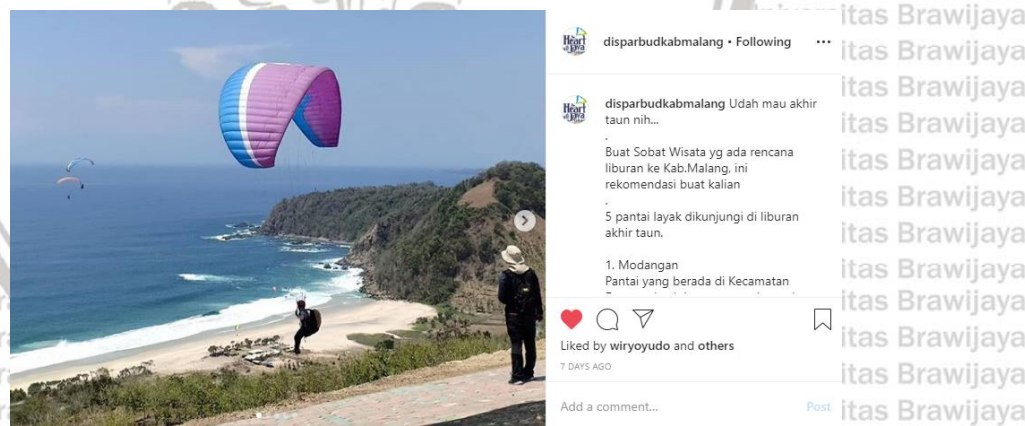 disparbudkabmalang • Following
disparbudkabmalang Udah mau akhir
taun nih...
.
Buat Sobat Wisata yg ada rencana
liburan ke Kab.Malang, ini
rekomendasi buat kalian
.
5 pantai layak dikunjungi di liburan
akhir taun.
1. Modangan
Pantai yang berada di Kecamatan
Liked by wiryoyudo and others
7 DAYS AGO
Add a comment...
Post
itas Brawijaya
itas Brawijaya
itas Brawijaya
itas Brawijaya
itas Brawijaya
itas Brawijaya
itas Brawijaya
itas Brawijaya
itas Brawijaya
itas Brawijaya
itas Brawijaya
itas Brawijaya